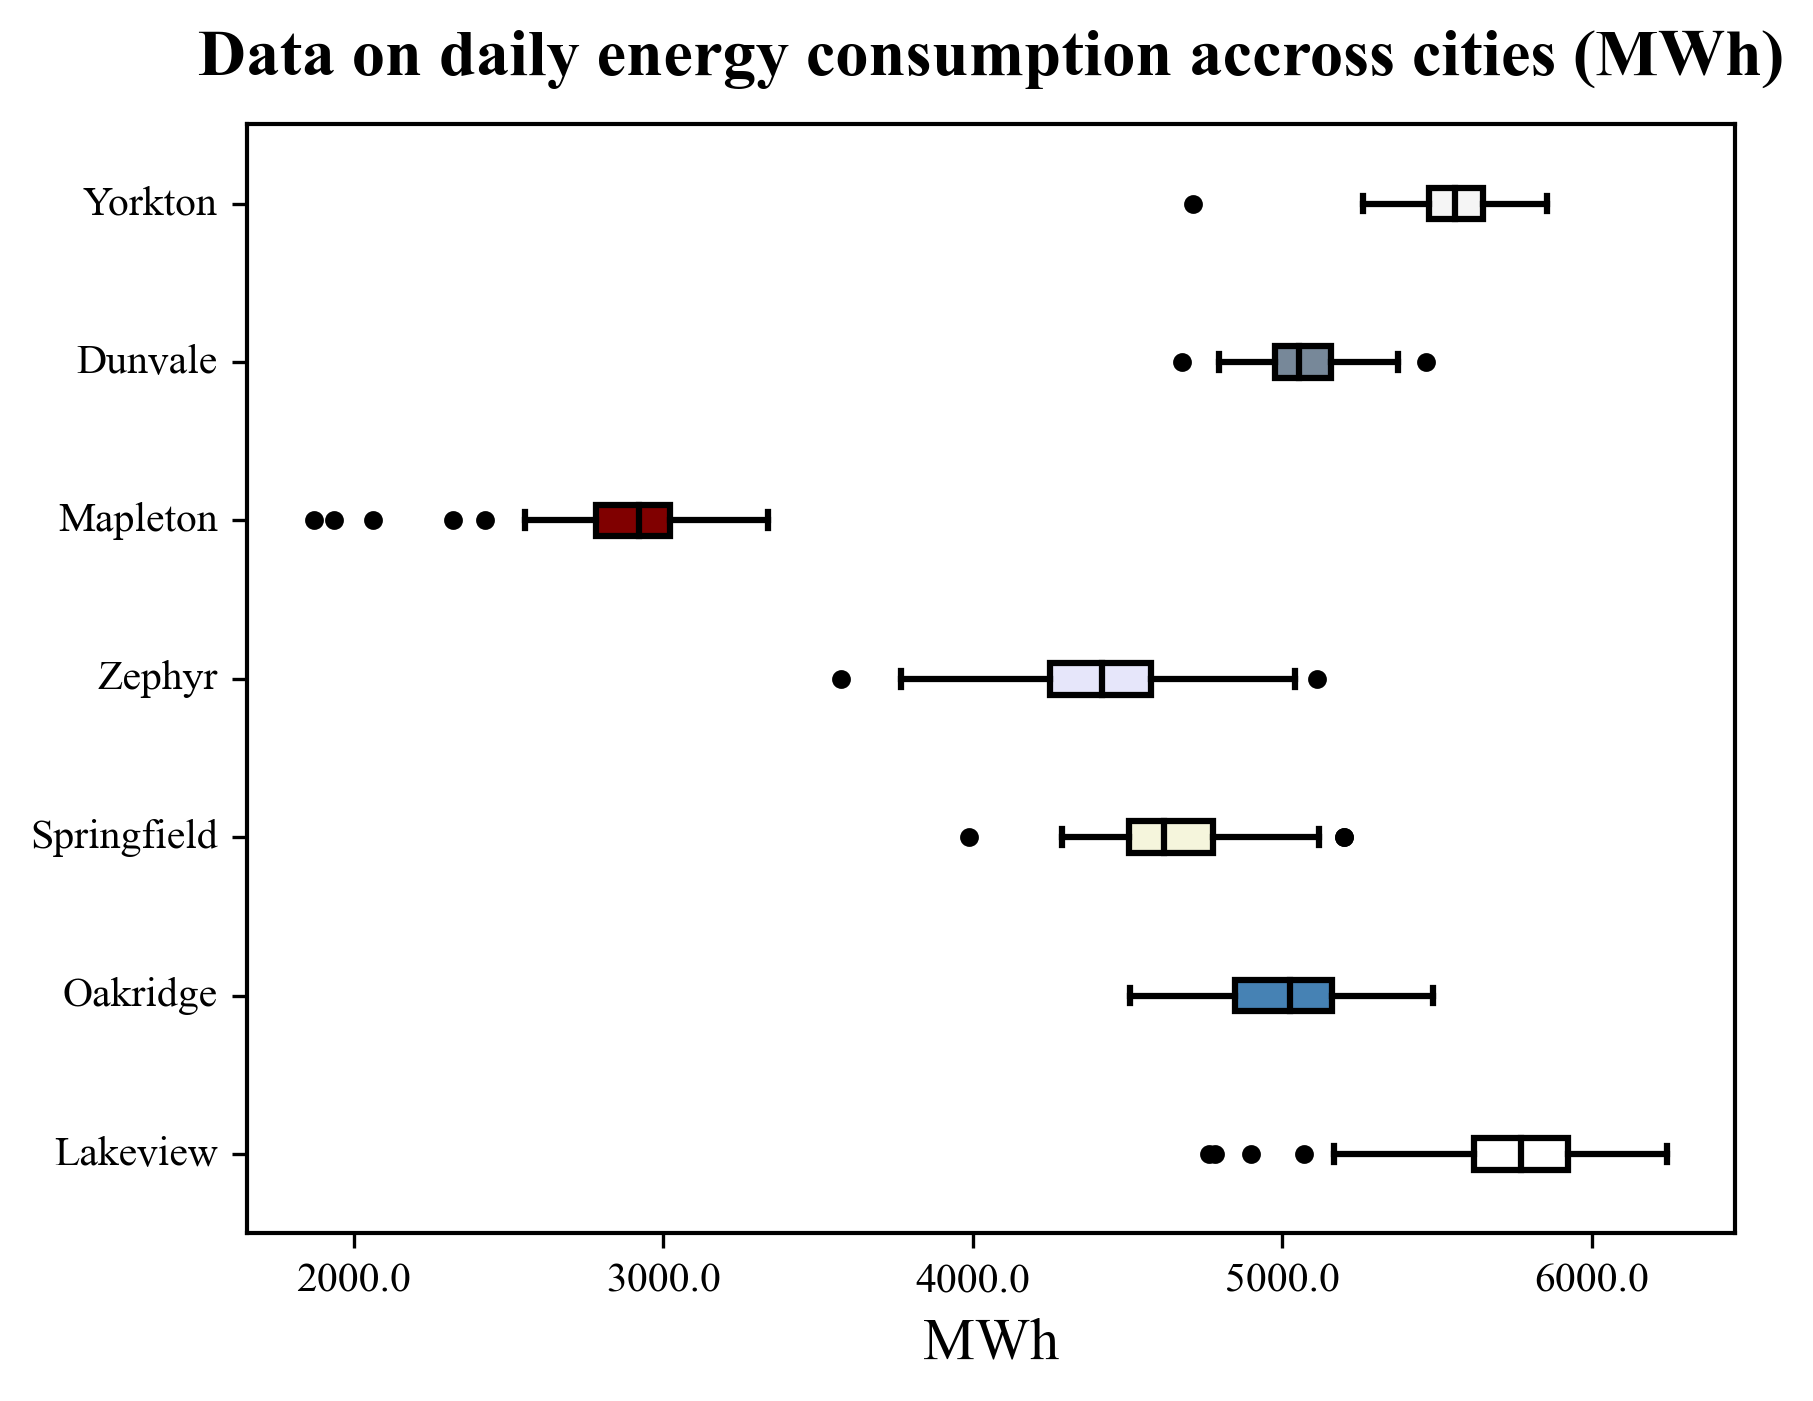 Data on daily energy consumption accross cities (MWh)
Yorkton
Dunvale
Mapleton
Zephyr
Springfield
Oakridge
Lakeview
2000.0 3000.0 4000.0 5000.0 6000.0
MWh